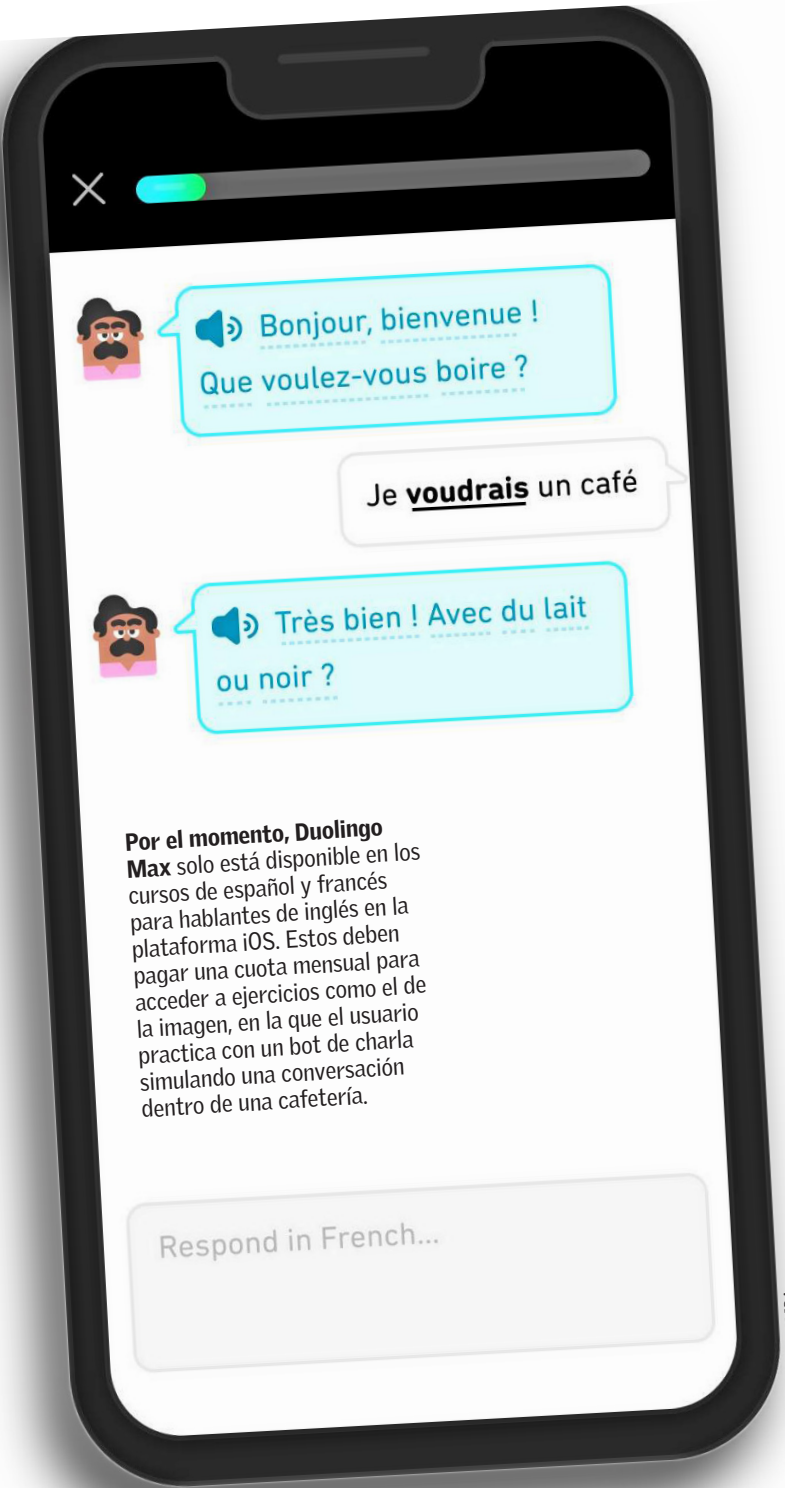 Bonjour, bienvenue !
Que voulez-vous boire ?
Je voudrais un café
Très bien ! Avec du lait
ou noir ?
Por el momento, Duolingo
Max solo está disponible en los
cursos de español y francés
para hablantes de inglés en la
plataforma iOS. Estos deben
pagar una cuota mensual para
acceder a ejercicios como el de
la imagen, en la que el usuario
practica con un bot de charla
simulando una conversación
dentro de una cafetería.
Respond in French...